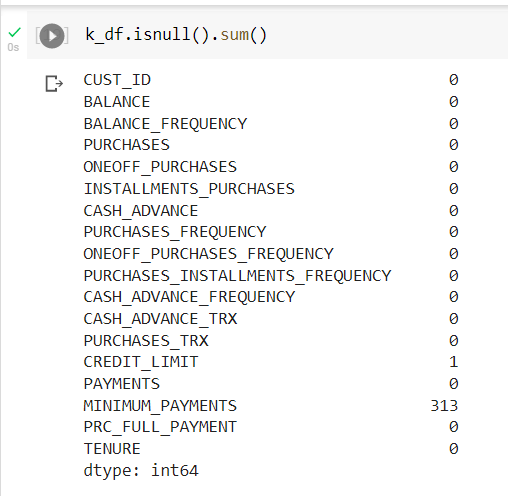 k_df.isnull().sum()
0s
CUST_ID 0
BALANCE 0
BALANCE_FREQUENCY 0
PURCHASES 0
ONEOFF_PURCHASES 0
INSTALLMENTS_PURCHASES 0
CASH_ADVANCE 0
PURCHASES_FREQUENCY 0
ONEOFF_PURCHASES_FREQUENCY 0
PURCHASES_INSTALLMENTS_FREQUENCY 0
CASH_ADVANCE_FREQUENCY 0
CASH_ADVANCE_TRX 0
PURCHASES_TRX 0
CREDIT_LIMIT 1
PAYMENTS 0
MINIMUM_PAYMENTS 313
PRC_FULL_PAYMENT 0
TENURE 0
dtype: int64